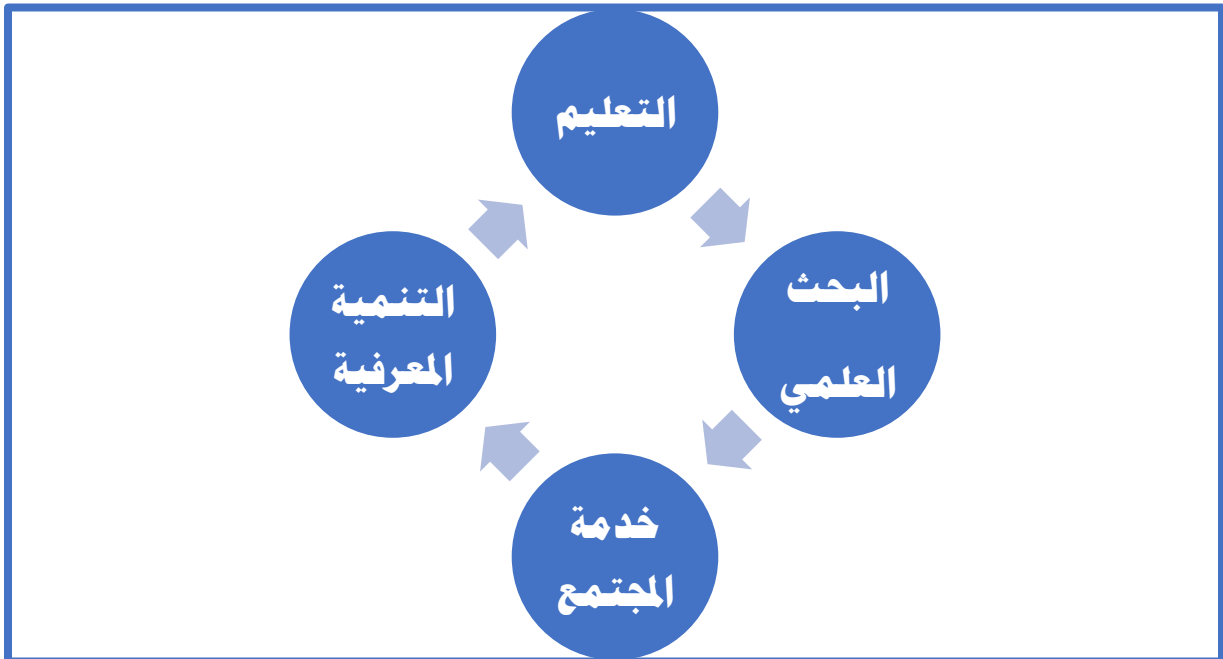 التعليم
البحث
العلمي
خدمة
المجتمع
التنمية
المعرفية